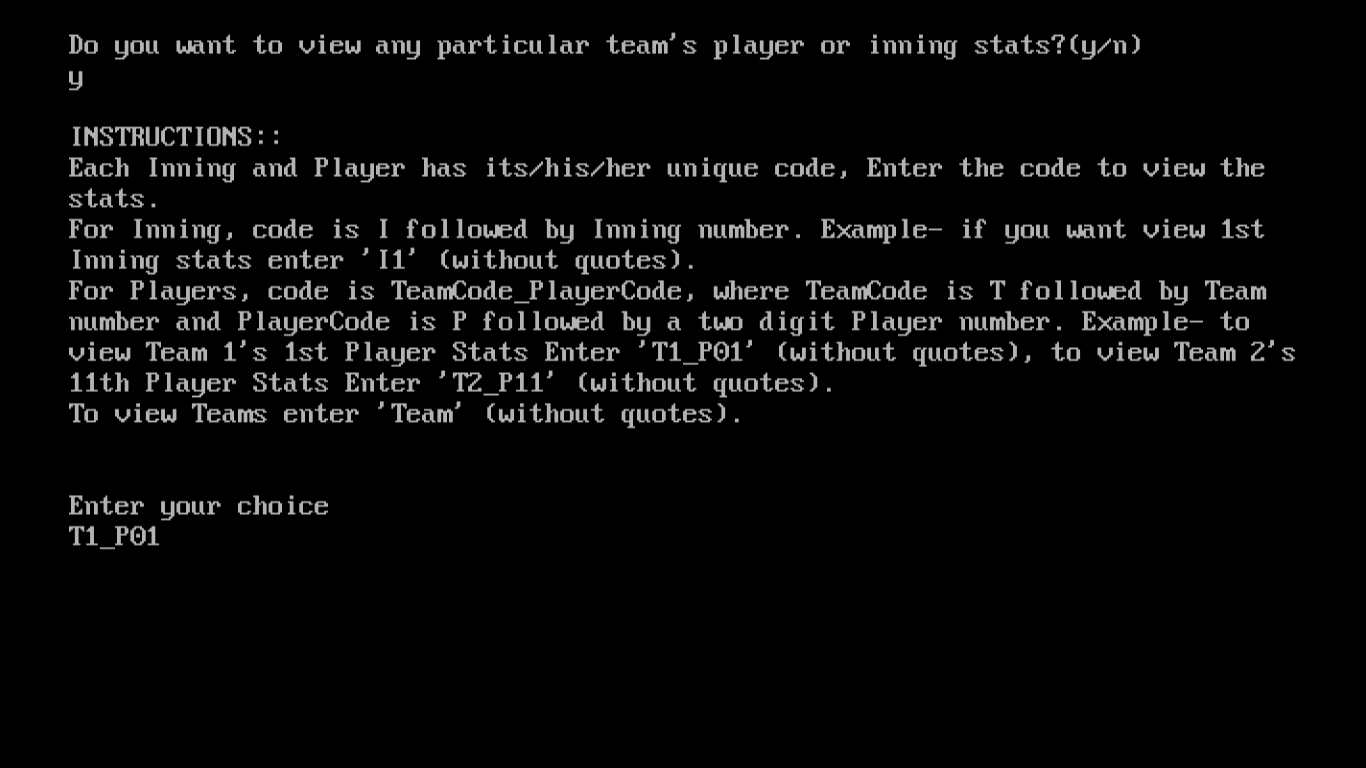 Do you want to view any particular team's player or inning stats?(y/n)
y
INSTRUCTIONS::
Each Inning and Player has its/his/her unique code, Enter the code to view the
stats.
For Inning, code is I followed by Inning number. Example- if you want view 1st
Inning stats enter 'I1' (without quotes).
For Players, code is TeamCode_PlayerCode, where TeamCode is T followed by Team
number and PlayerCode is P followed by a two digit Player number. Example- to
view Team 1's 1st Player Stats Enter 'T1_P01' (without quotes), to view Team 2's
11th Player Stats Enter 'T2_P11' (without quotes).
To view Teams enter 'Team' (without quotes).
Enter your choice
T1_P01